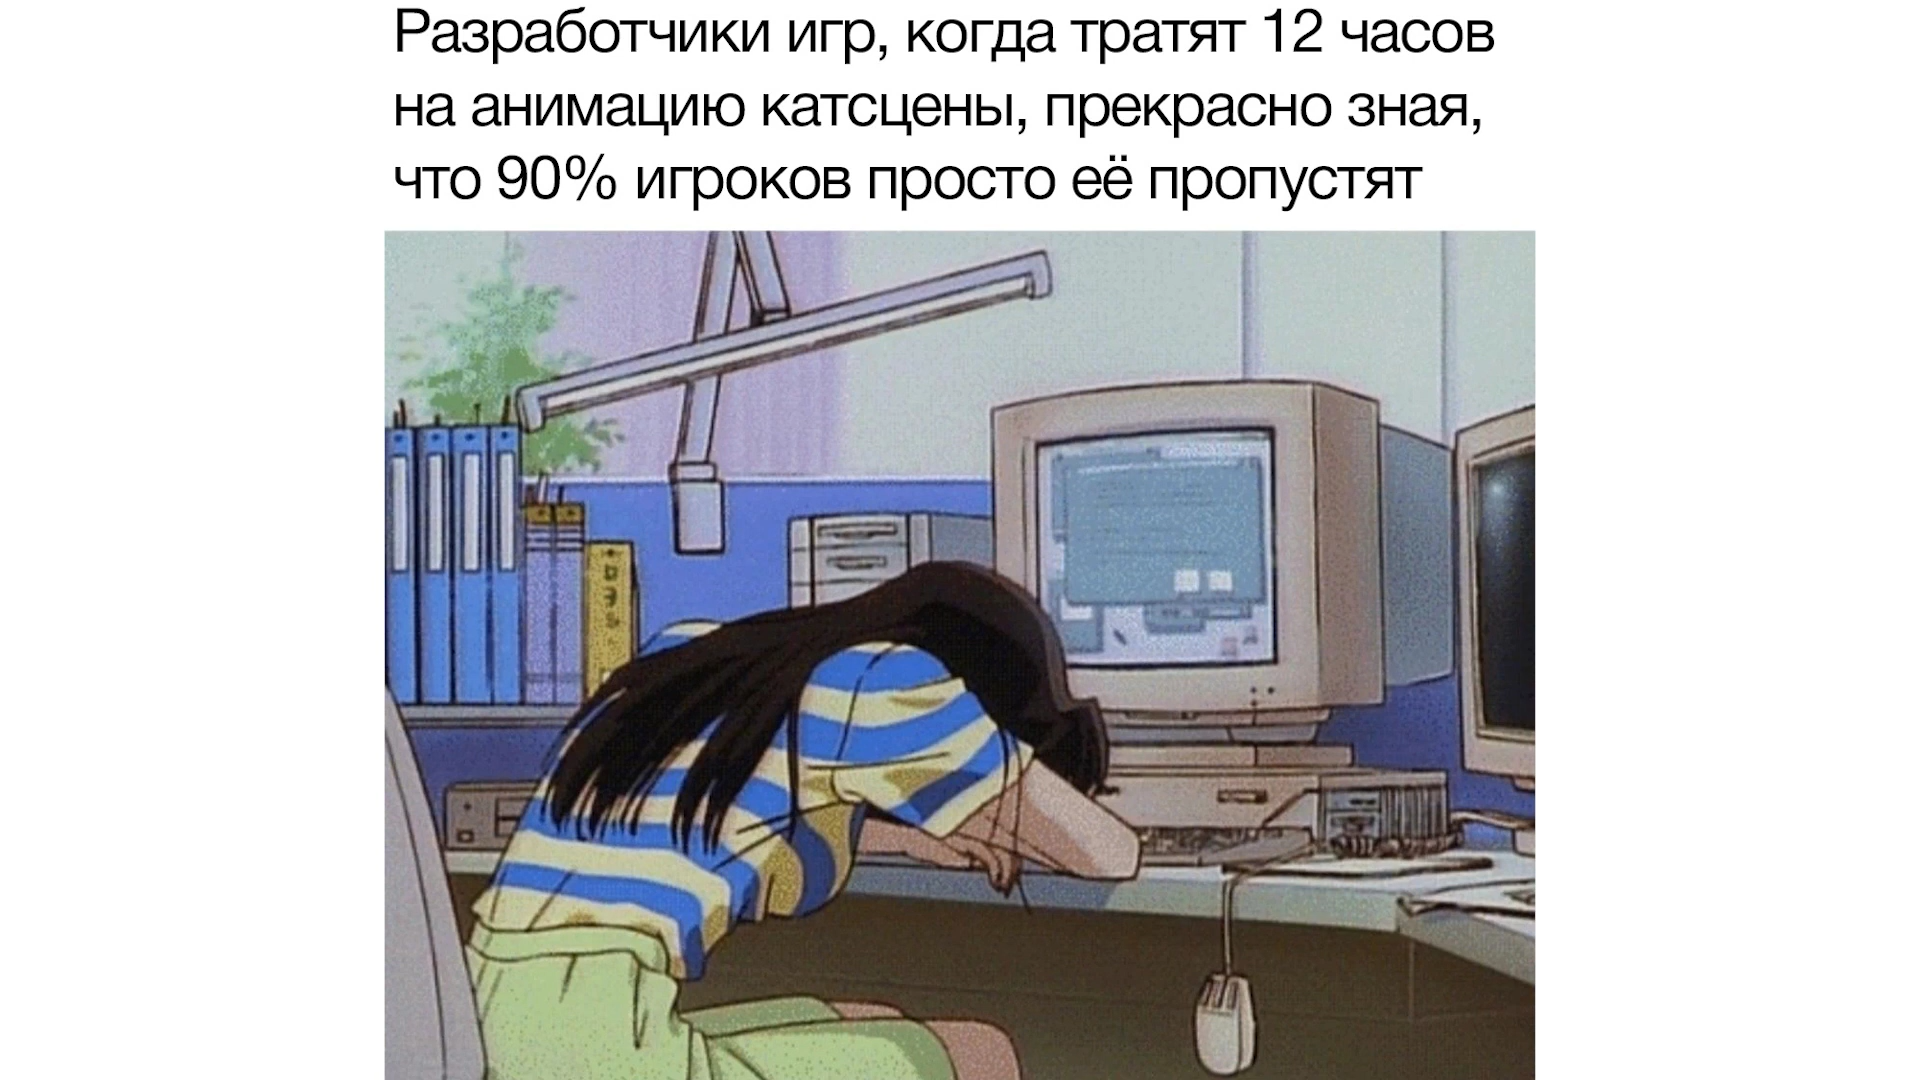 Разработчики игр, когда тратят 12 часов
на анимацию катсцены, прекрасно зная,
что 90% игроков просто её пропустят